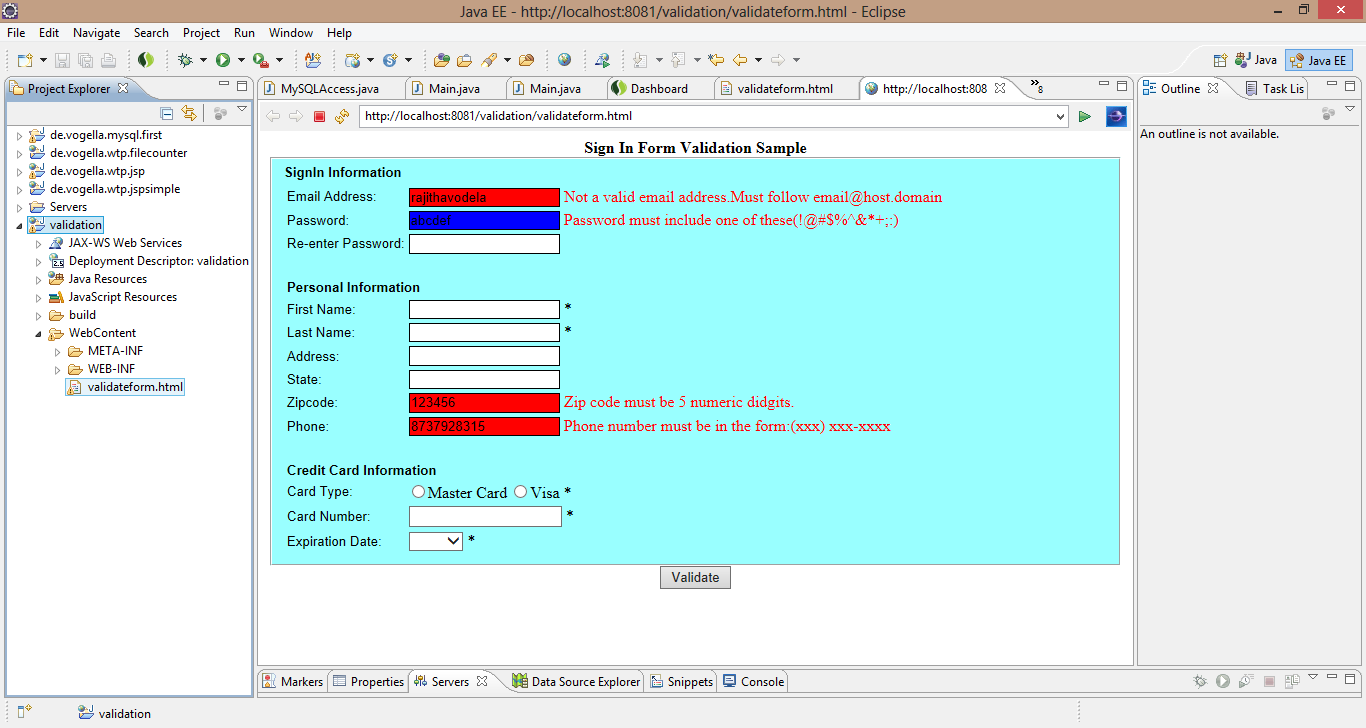 Java EE - http://localhost:8081/validation/validateform.html - Eclipse
File Edit Navigate Search Project Run Window Help
Java Java EE
Project Explorer
MySQLAccess.java Main.java Main.java Dashboard validateform.html http://localhost:808 »8
Outline Task Lis
http://localhost:8081/validation/validateform.html
An outline is not available.
de.vogella.mysql.first
de.vogella.wtp.filecounter
de.vogella.wtp.jsp
de.vogella.wtp.jspsimple
Servers
validation
JAX-WS Web Services
Deployment Descriptor: validation
Java Resources
JavaScript Resources
build
WebContent
META-INF
WEB-INF
validateform.html
Sign In Form Validation Sample
SignIn Information
Email Address: rajithavodela Not a valid email address.Must follow email@host.domain
Password: abcdef Password must include one of these(!@#$%^&*+;:)
Re-enter Password:
Personal Information
First Name: *
Last Name: *
Address:
State:
Zipcode: 123456 Zip code must be 5 numeric didgits.
Phone: 8737928315 Phone number must be in the form:(xxx) xxx-xxxx
Credit Card Information
Card Type: Master Card Visa *
Card Number: *
Expiration Date: *
Validate
Markers Properties Servers Data Source Explorer Snippets Console
validation